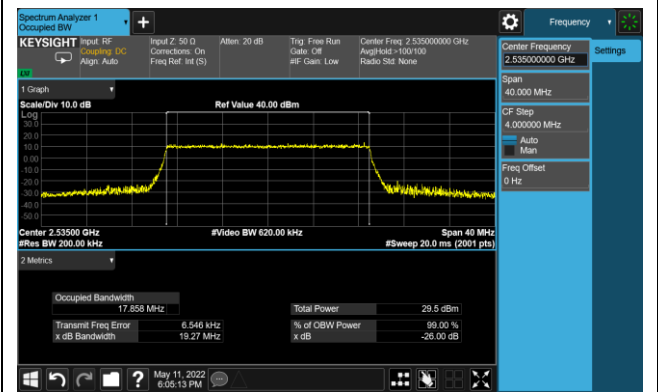 Spectrum Analyzer 1
Occupied BW
+
Frequency
KEYSIGHT
Input: RF
Coupling: DC
Align: Auto
Input Z: 50 Ω
Corrections: On
Freq Ref: Int (S)
Atten: 20 dB
Trig: Free Run
Gate: Off
#IF Gain: Low
Center Freq: 2.535000000 GHz
Avg|Hold:>100/100
Radio Std: None
Center Frequency
2.535000000 GHz
Settings
Span
40.000 MHz
CF Step
4.000000 MHz
Auto
Man
Freq Offset
0 Hz
1 Graph
Scale/Div 10.0 dB
Ref Value 40.00 dBm
Log
30.0
20.0
10.0
0.00
-10.0
-20.0
-30.0
-40.0
-50.0
Center 2.53500 GHz
#Video BW 620.00 kHz
Span 40 MHz
#Res BW 200.00 kHz
#Sweep 20.0 ms (2001 pts)
2 Metrics
Occupied Bandwidth
17.858 MHz
Total Power 29.5 dBm
Transmit Freq Error 6.546 kHz
% of OBW Power 99.00 %
x dB Bandwidth 19.27 MHz
x dB -26.00 dB
?
May 11, 2022
6:05:13 PM